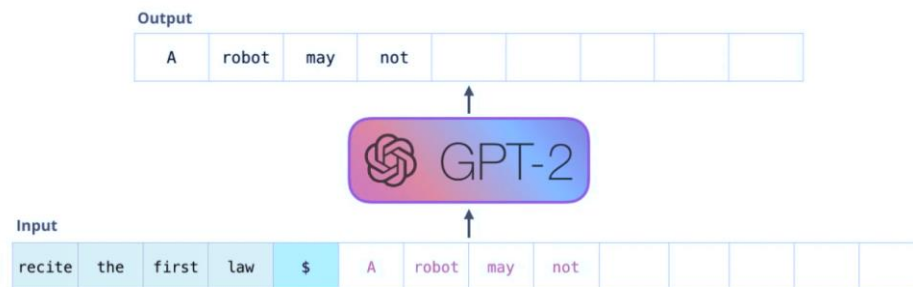 Output
A robot may not
GPT-2
Input
recite the first law $ A robot may not